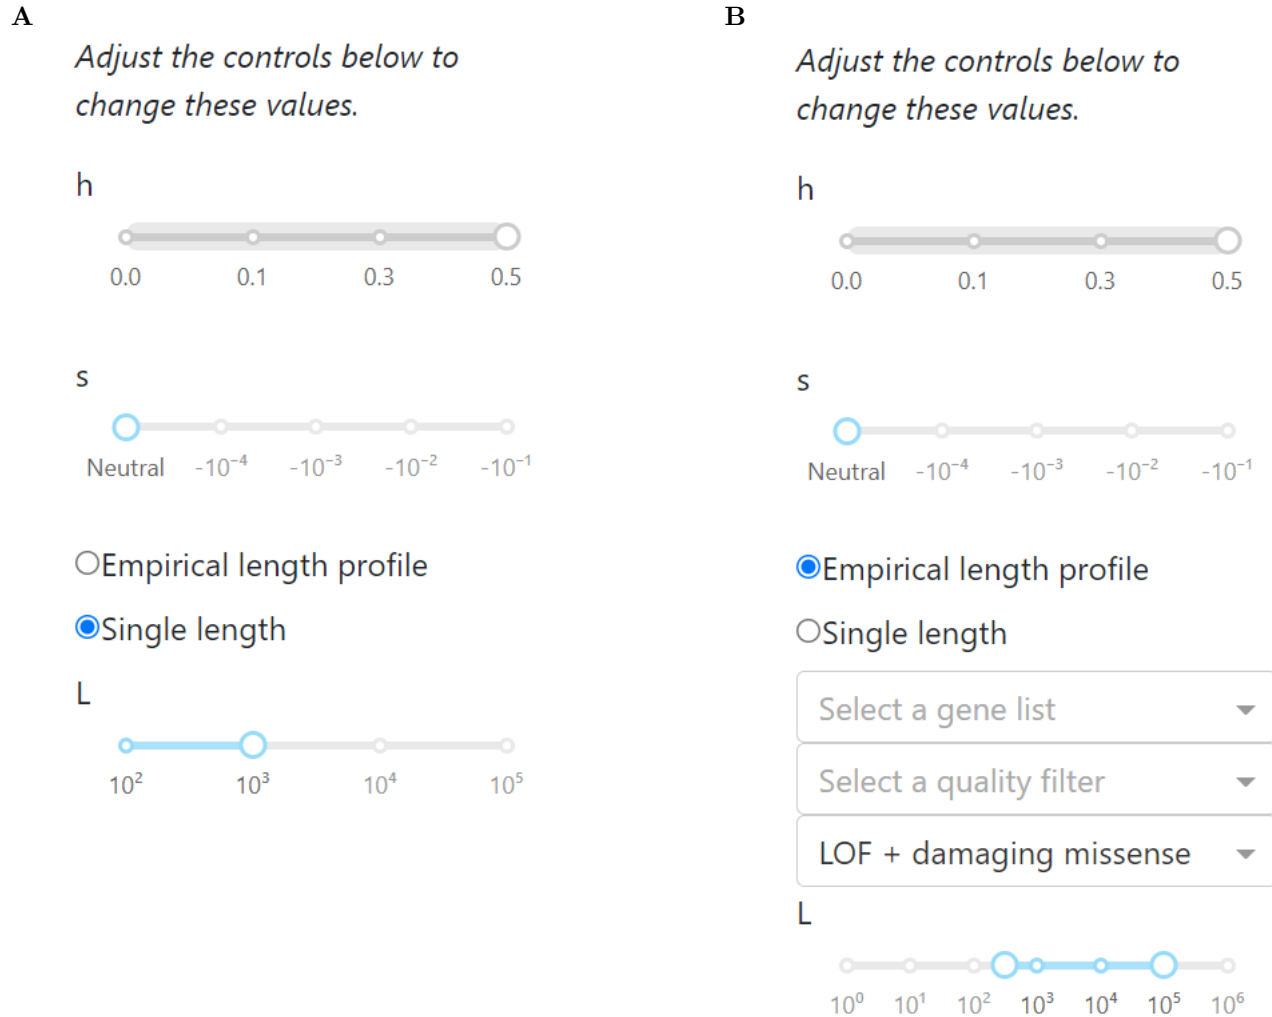 A
Adjust the controls below to
change these values.
h
0.0 0.1 0.3 0.5
s
Neutral -10⁻⁴ -10⁻³ -10⁻² -10⁻¹
Empirical length profile
Single length
L
10² 10³ 10⁴ 10⁵
B
Adjust the controls below to
change these values.
h
0.0 0.1 0.3 0.5
s
Neutral -10⁻⁴ -10⁻³ -10⁻² -10⁻¹
Empirical length profile
Single length
Select a gene list
Select a quality filter
LOF + damaging missense
L
10⁰ 10¹ 10² 10³ 10⁴ 10⁵ 10⁶